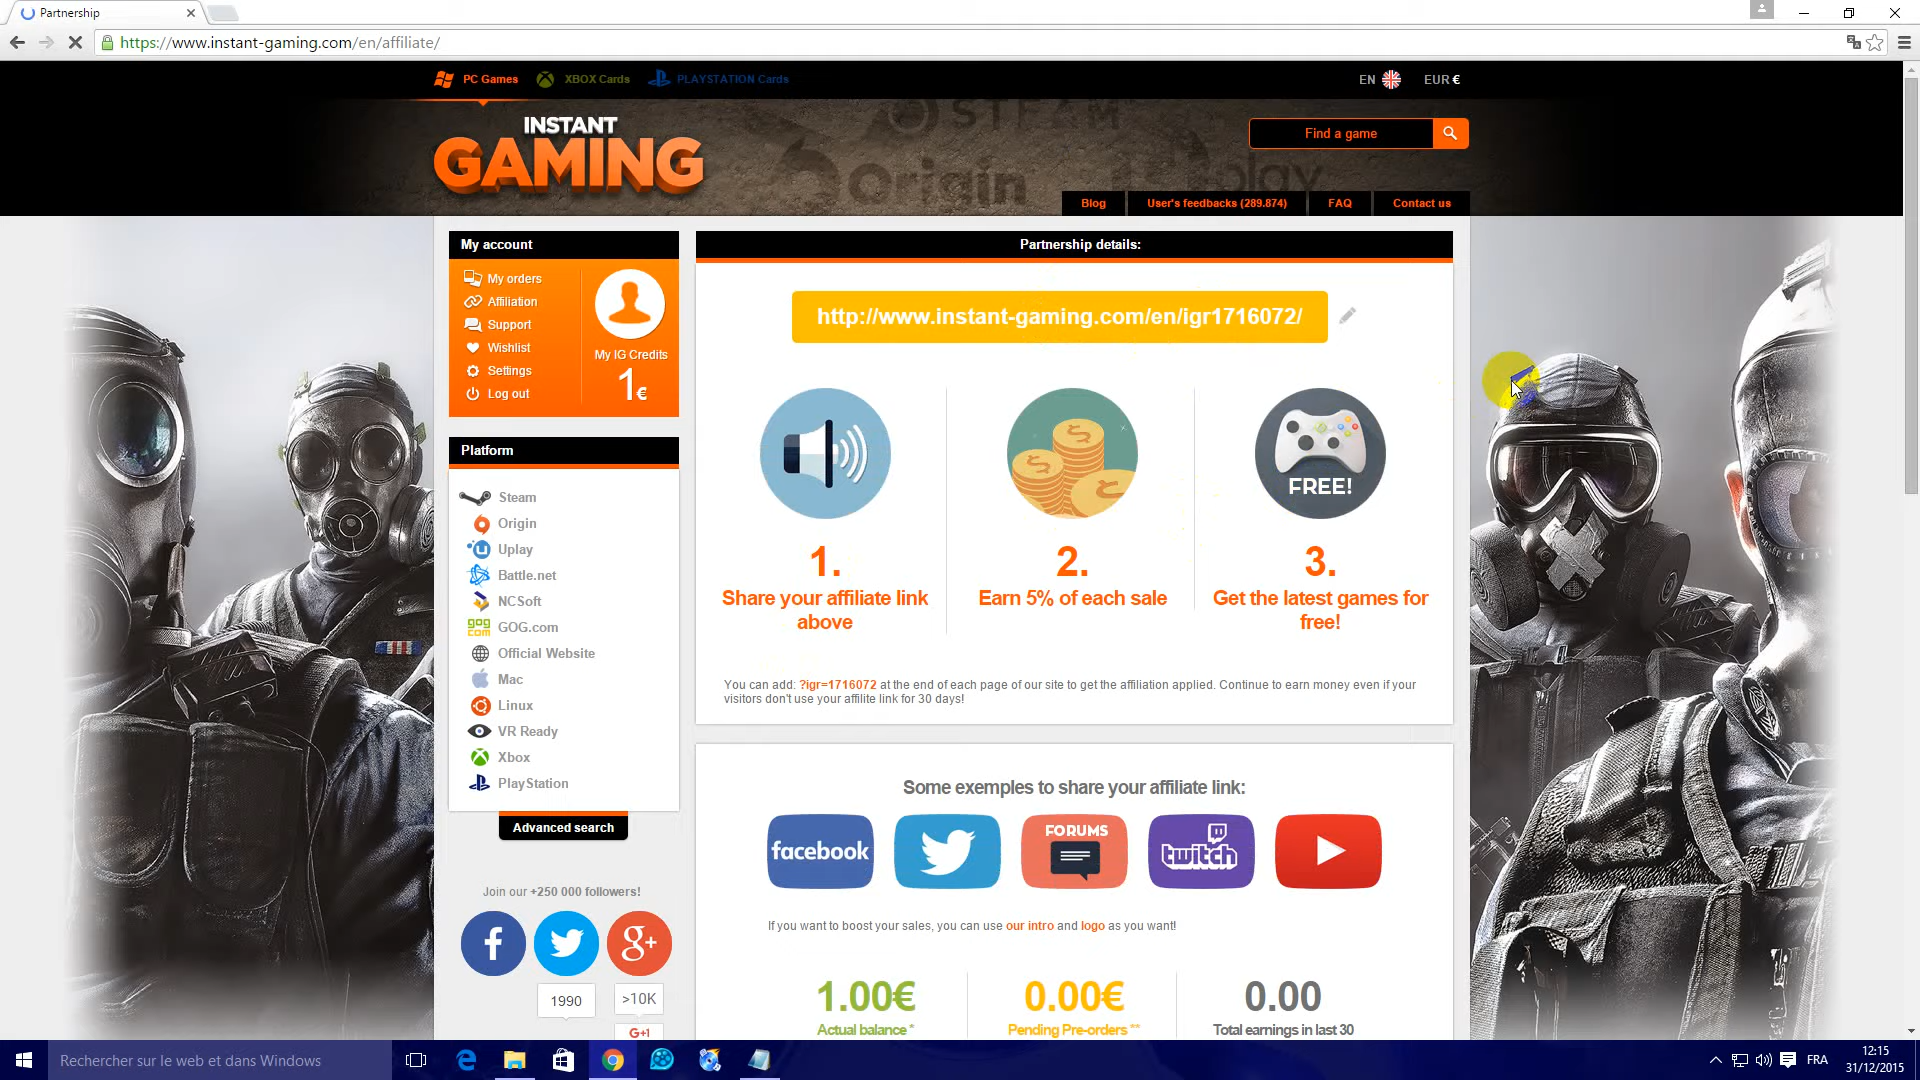 Partnership
https://www.instant-gaming.com/en/affiliate/
PC Games
XBOX Cards
PLAYSTATION Cards
EN
EUR €
INSTANT
GAMING
STEAM
Origin
Find a game
Blog
User's feedbacks (289.874)
FAQ
Contact us
My account
My orders
Affiliation
Support
Wishlist
Settings
Log out
My IG Credits
1€
Platform
Steam
Origin
Uplay
Battle.net
NCSoft
GOG.com
Official Website
Mac
Linux
VR Ready
Xbox
PlayStation
Advanced search
Join our +250 000 followers!
1990
>10K
G+1
Partnership details:
http://www.instant-gaming.com/en/igr1716072/
FREE!
1.
Share your affiliate link
above
2.
Earn 5% of each sale
3.
Get the latest games for
free!
You can add: ?igr=1716072 at the end of each page of our site to get the affiliation applied. Continue to earn money even if your
visitors don't use your affilite link for 30 days!
Some exemples to share your affiliate link:
facebook
FORUMS
twitch
If you want to boost your sales, you can use our intro and logo as you want!
1.00€
Actual balance *
0.00€
Pending Pre-orders **
0.00
Total earnings in last 30
Rechercher sur le web et dans Windows
FRA
12:15
31/12/2015